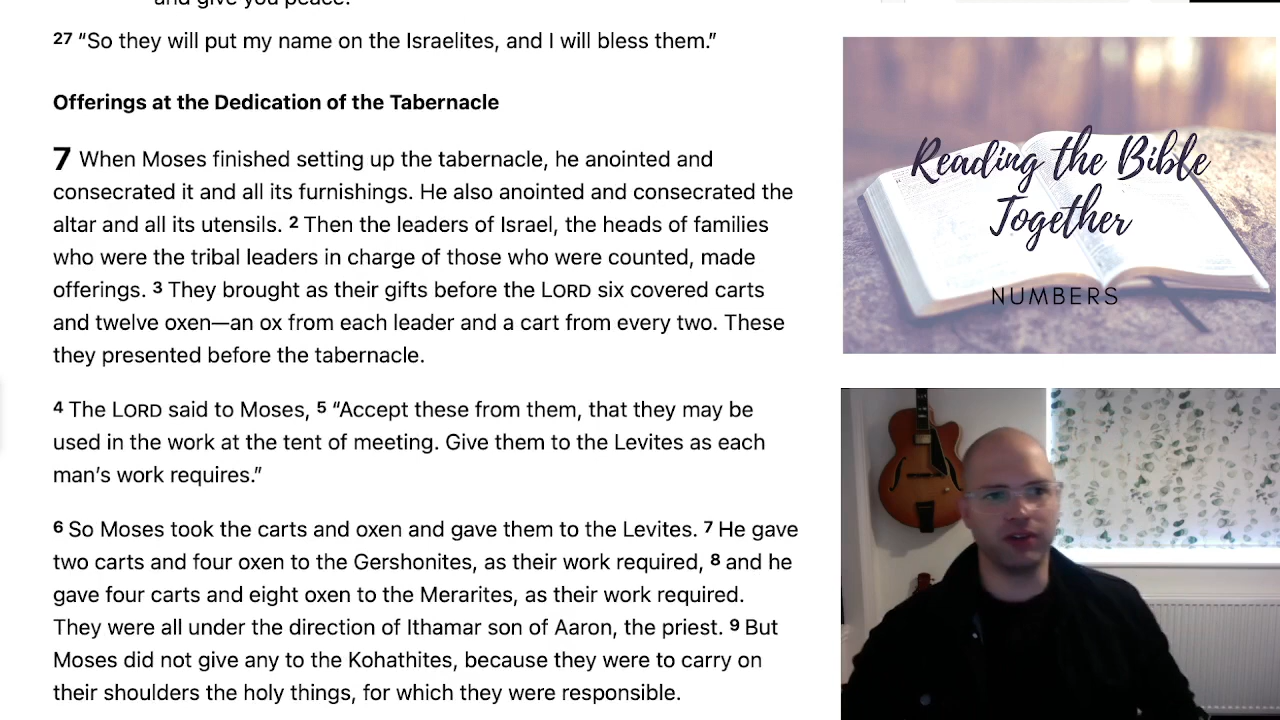 and give you peace.”
27 “So they will put my name on the Israelites, and I will bless them.”
Offerings at the Dedication of the Tabernacle
7 When Moses finished setting up the tabernacle, he anointed and
consecrated it and all its furnishings. He also anointed and consecrated the
altar and all its utensils. 2 Then the leaders of Israel, the heads of families
who were the tribal leaders in charge of those who were counted, made
offerings. 3 They brought as their gifts before the LORD six covered carts
and twelve oxen—an ox from each leader and a cart from every two. These
they presented before the tabernacle.
4 The LORD said to Moses, 5 “Accept these from them, that they may be
used in the work at the tent of meeting. Give them to the Levites as each
man’s work requires.”
6 So Moses took the carts and oxen and gave them to the Levites. 7 He gave
two carts and four oxen to the Gershonites, as their work required, 8 and he
gave four carts and eight oxen to the Merarites, as their work required.
They were all under the direction of Ithamar son of Aaron, the priest. 9 But
Moses did not give any to the Kohathites, because they were to carry on
their shoulders the holy things, for which they were responsible.
Reading the Bible
Together
NUMBERS